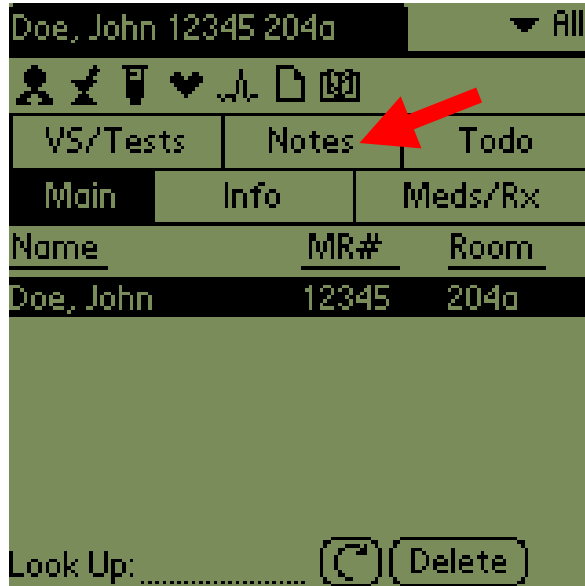 Doe, John 12345 204a All
VS/Tests Notes Todo
Main Info Meds/Rx
Name MR# Room
Doe, John 12345 204a
Look Up: Delete